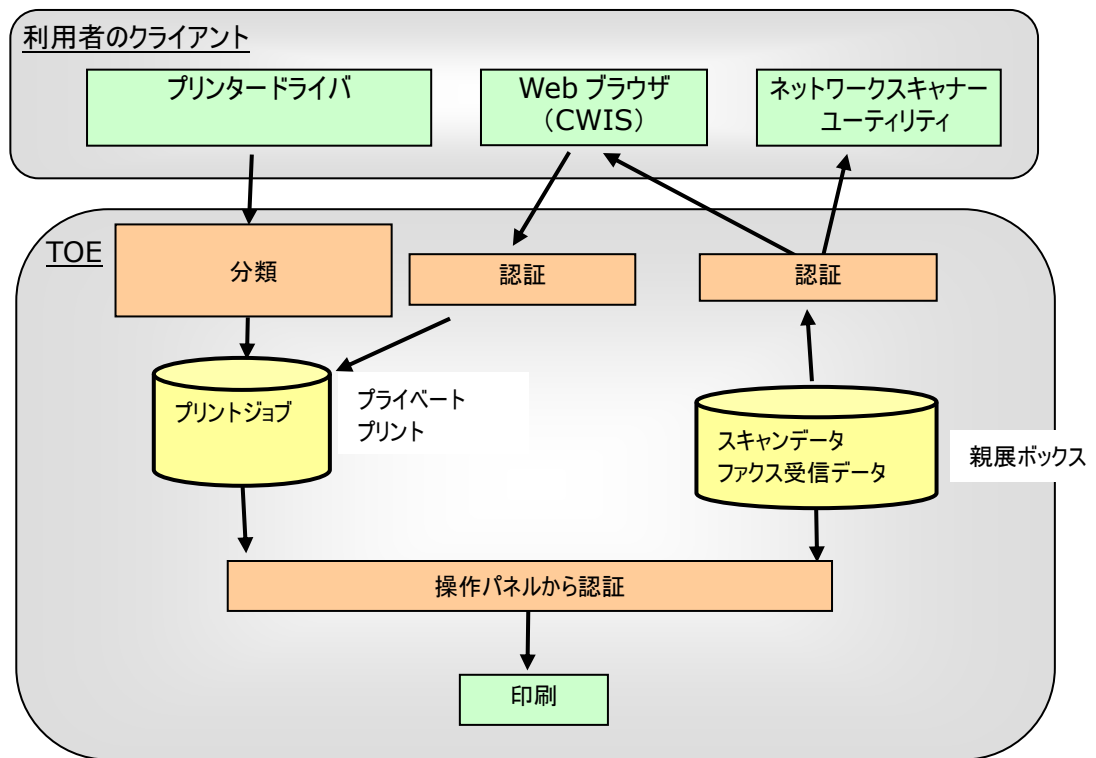 利用者のクライアント
プリンタードライバ
Web ブラウザ
（CWIS）
ネットワークスキャナー
ユーティリティ
TOE
分類
認証
認証
プリントジョブ
プライベート
プリント
スキャンデータ
ファクス受信データ
親展ボックス
操作パネルから認証
印刷